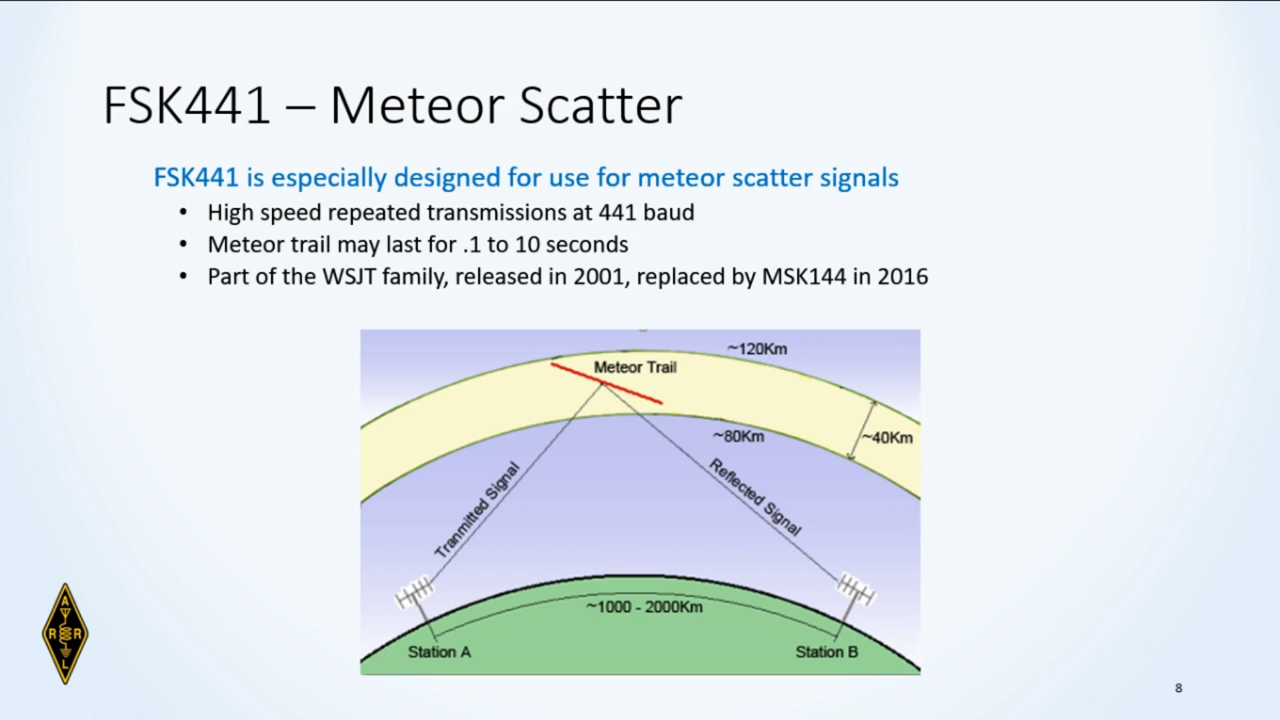 FSK441 – Meteor Scatter
FSK441 is especially designed for use for meteor scatter signals
• High speed repeated transmissions at 441 baud
• Meteor trail may last for .1 to 10 seconds
• Part of the WSJT family, released in 2001, replaced by MSK144 in 2016
~120Km
Meteor Trail
~80Km
~40Km
Tranmitted Signal
Reflected Signal
~1000 - 2000Km
Station A
Station B
A
R R
L
8